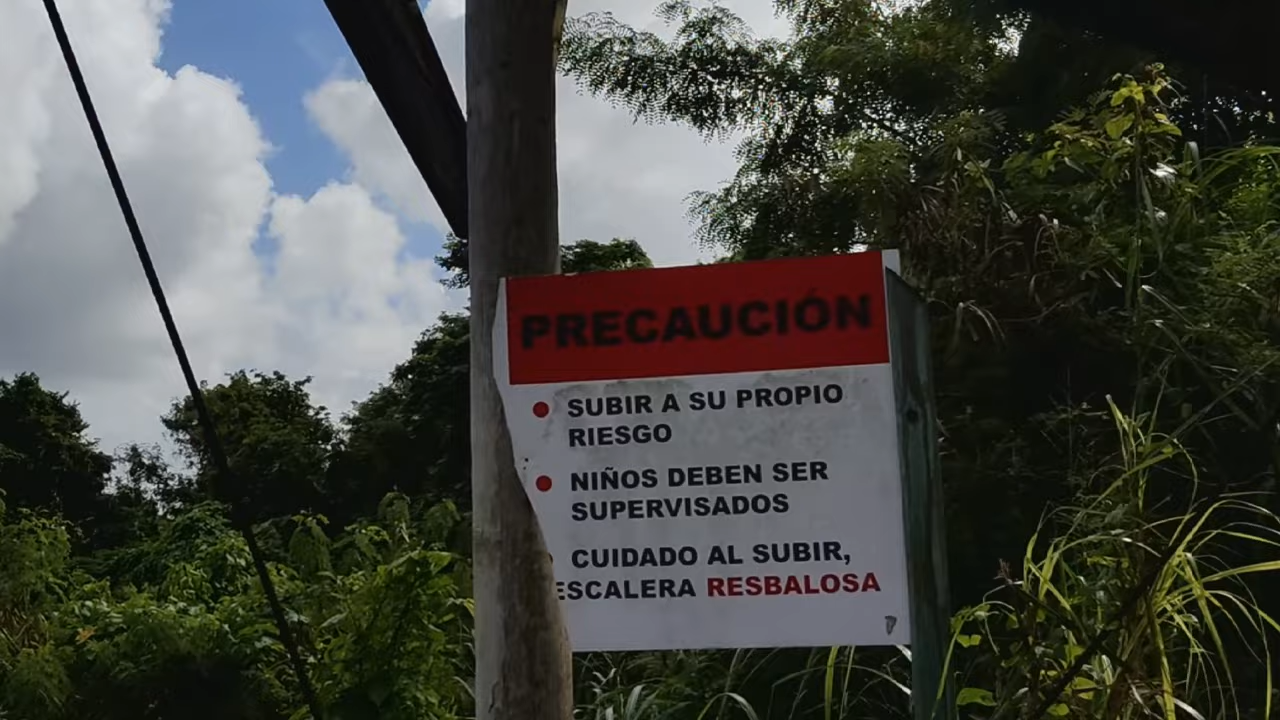 PRECAUCIÓN
SUBIR A SU PROPIO
RIESGO
NIÑOS DEBEN SER
SUPERVISADOS
CUIDADO AL SUBIR,
ESCALERA RESBALOSA